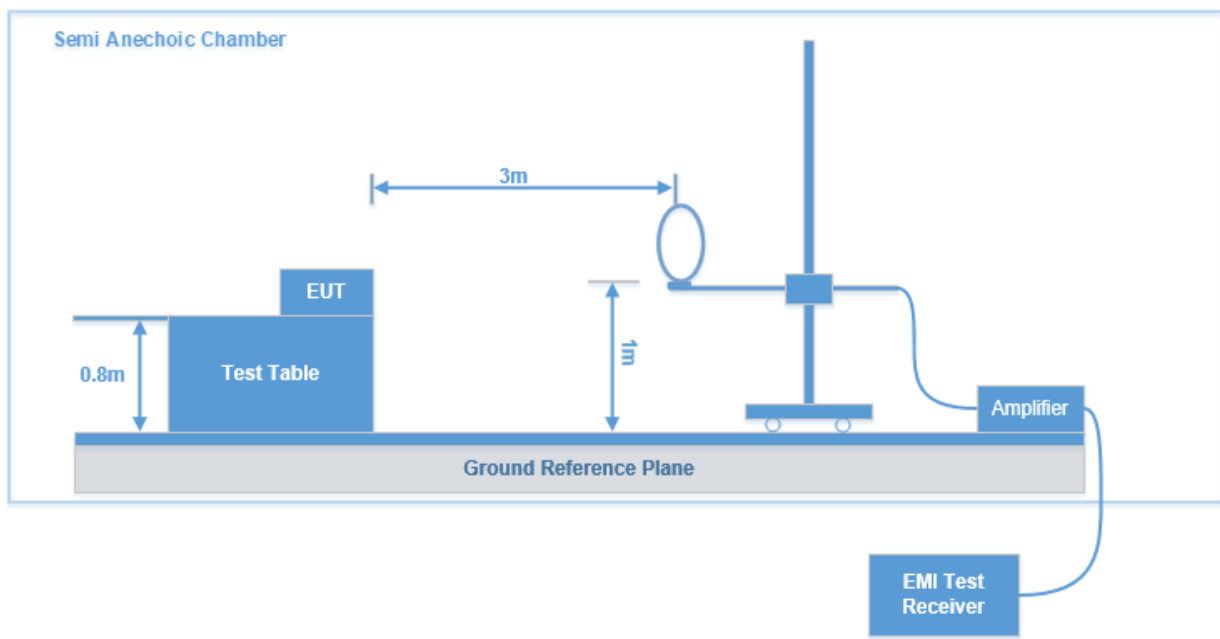 Semi Anechoic Chamber
3m
EUT
1m
0.8m
Test Table
Amplifier
Ground Reference Plane
EMI Test
Receiver